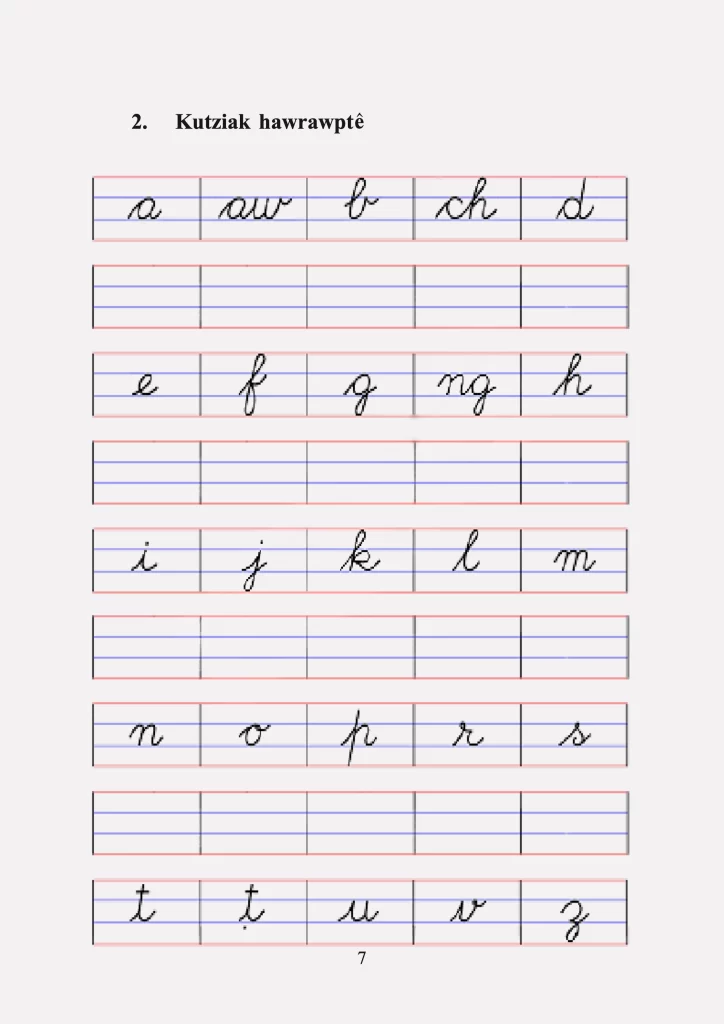 2. Kutziak hawrawptê
a aw b ch d
e f g ng h
i j k l m
n o p r s
t ṭ u v z
7